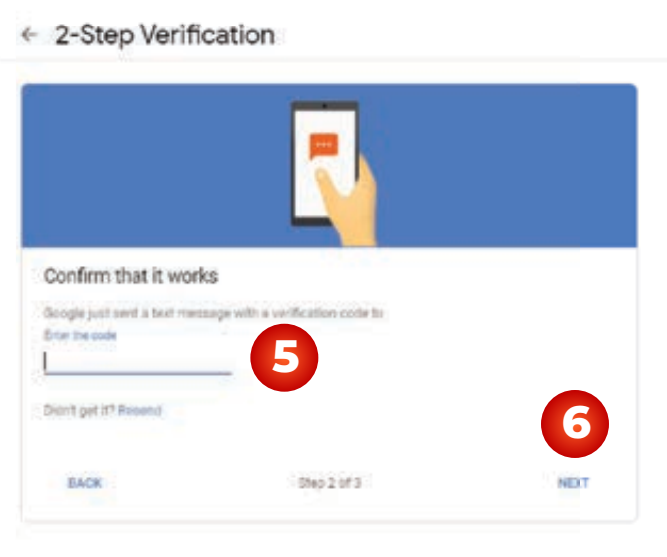 ← 2-Step Verification
Confirm that it works
Google just sent a text message with a verification code to
Enter the code
5
Didn't get it? Resend
6
BACK Step 2 of 3 NEXT